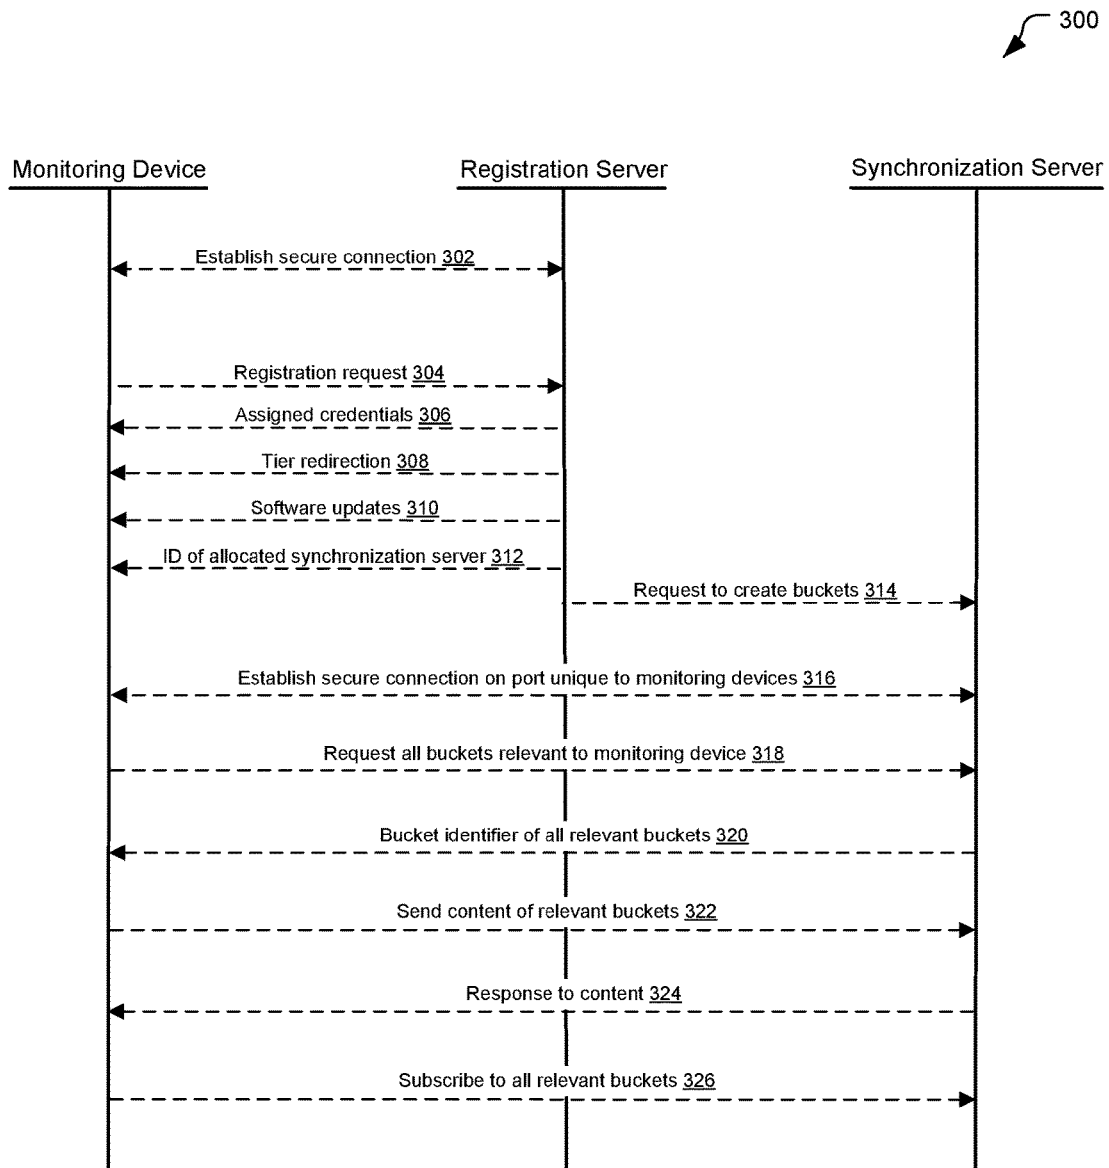 300
Monitoring Device
Registration Server
Synchronization Server
Establish secure connection 302
Registration request 304
Assigned credentials 306
Tier redirection 308
Software updates 310
ID of allocated synchronization server 312
Request to create buckets 314
Establish secure connection on port unique to monitoring devices 316
Request all buckets relevant to monitoring device 318
Bucket identifier of all relevant buckets 320
Send content of relevant buckets 322
Response to content 324
Subscribe to all relevant buckets 326